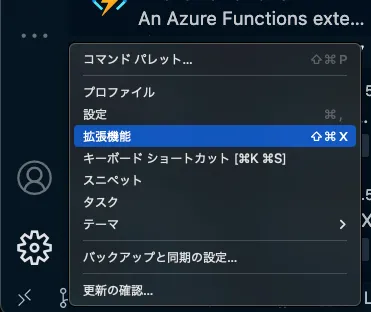 An Azure Functions exte...
コマンド パレット... ⇧⌘P
プロファイル
設定 ⌘,
拡張機能 ⇧⌘X
キーボード ショートカット [⌘K ⌘S]
スニペット
タスク
テーマ
バックアップと同期の設定...
更新の確認...